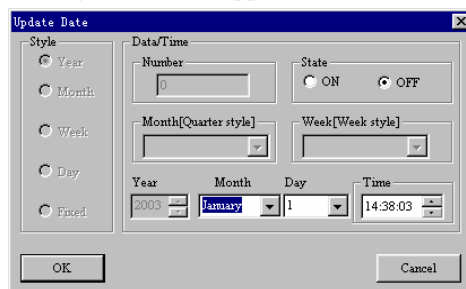 Update Date
Style
Year
Month
Week
Day
Fixed
Data/Time
Number
0
State
ON
OFF
Month[Quarter style]
Week[Week style]
Year
Month
Day
Time
2003
January
1
14:38:03
OK
Cancel